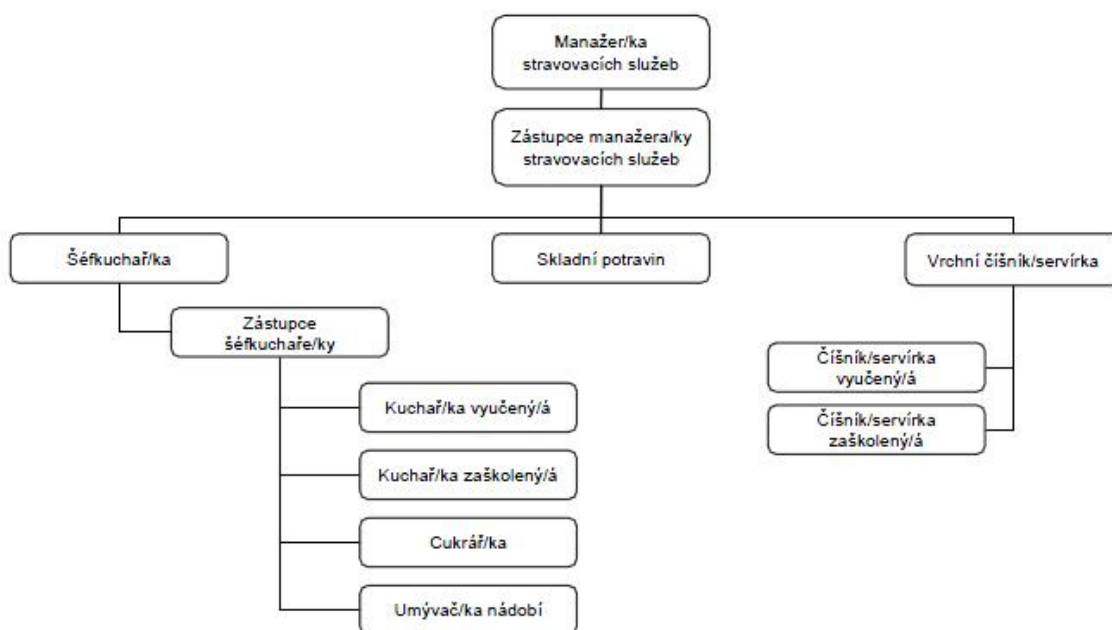 Manažer/ka
stravovacích služeb
Zástupce manažera/ky
stravovacích služeb
Šéfkuchař/ka
Skladní potravin
Vrchní číšník/servírka
Zástupce
šéfkuchaře/ky
Číšník/servírka
vyučený/á
Kuchař/ka vyučený/á
Číšník/servírka
zaškolený/á
Kuchař/ka zaškolený/á
Cukrář/ka
Umývač/ka nádobí